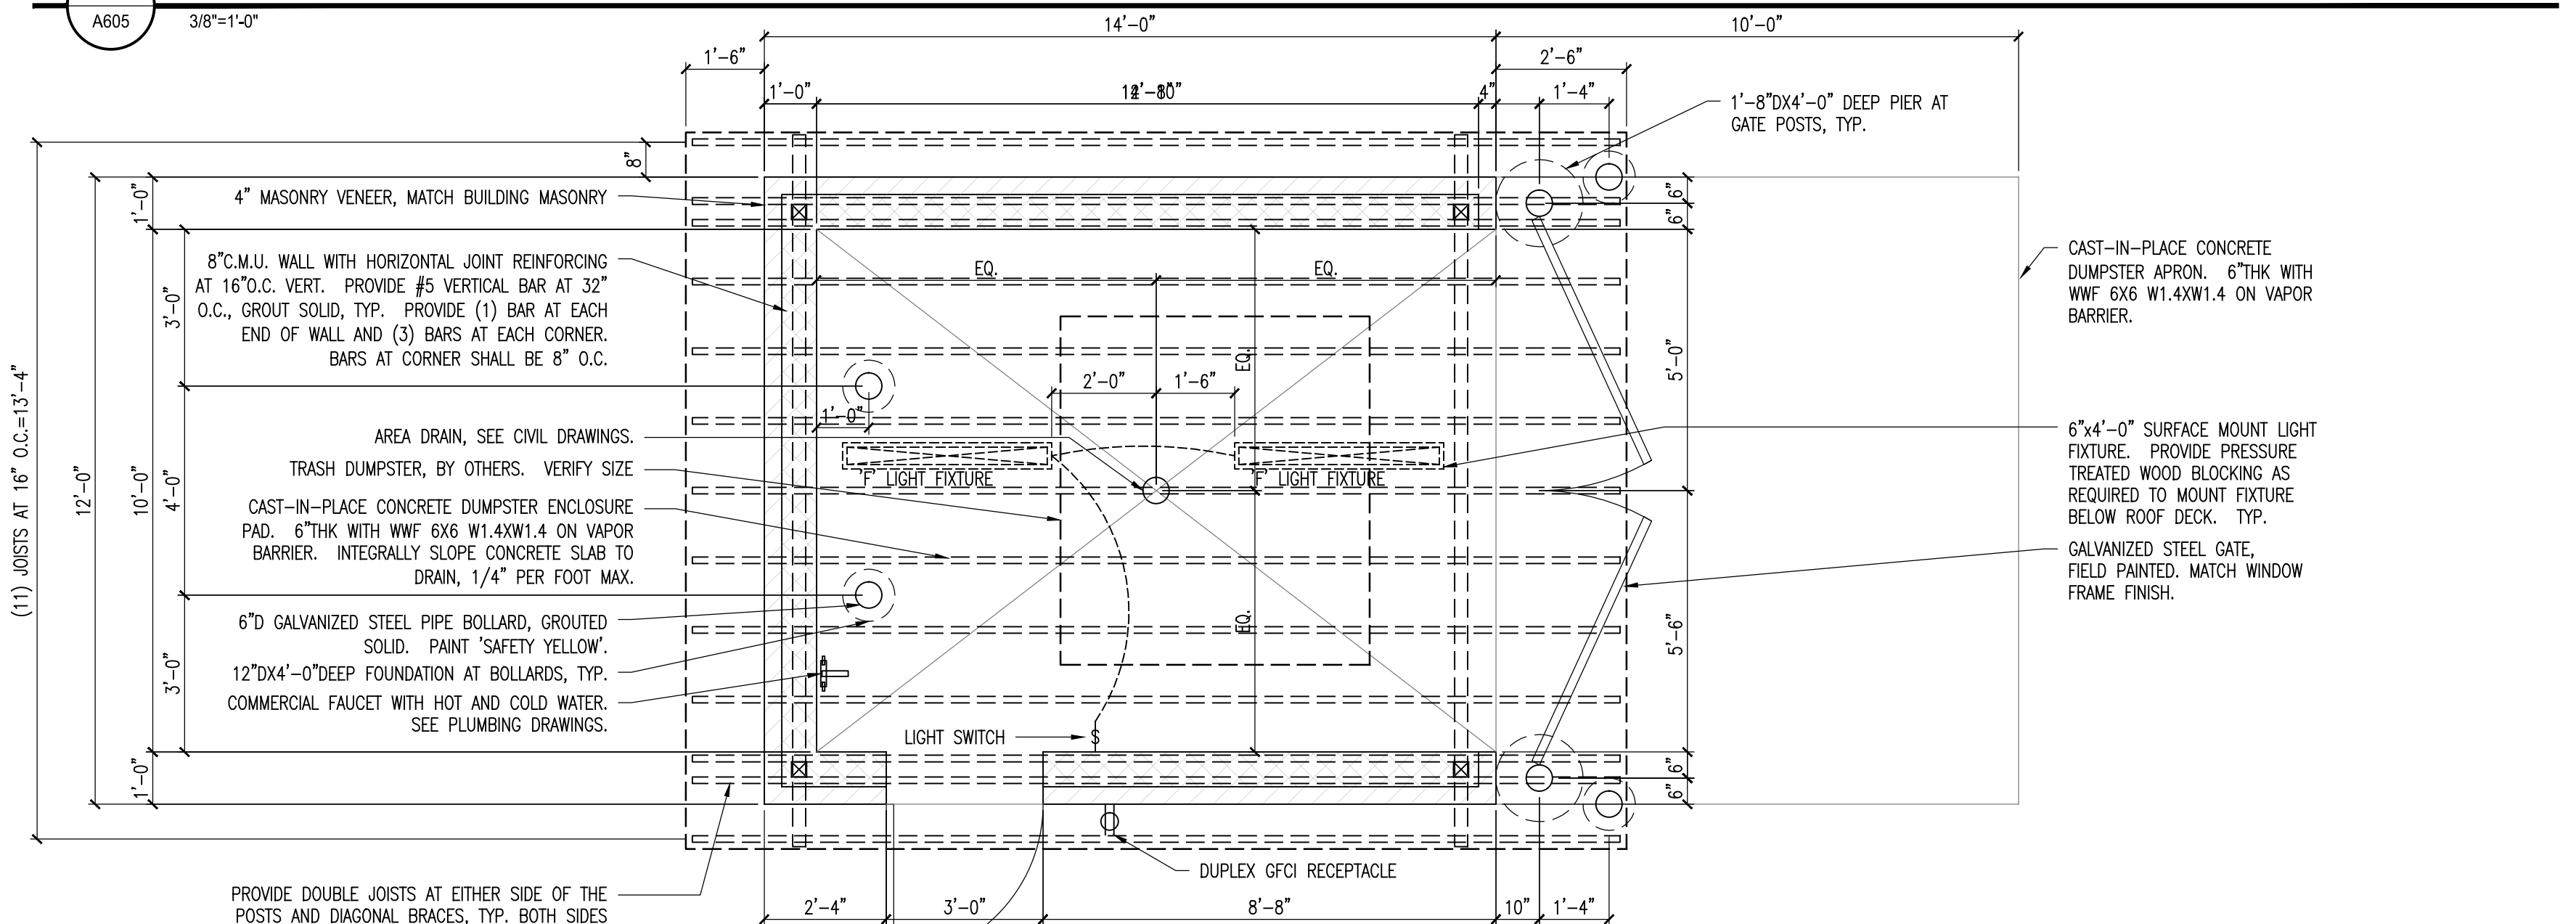 A605
3/8"=1'-0"
14'-0"
10'-0"
1'-6"
2'-6"
1'-0"
4"
1'-4"
1'-8"DX4'-0" DEEP PIER AT
GATE POSTS, TYP.
8"
4" MASONRY VENEER, MATCH BUILDING MASONRY
1'-0"
6"
6"
8"C.M.U. WALL WITH HORIZONTAL JOINT REINFORCING
AT 16"O.C. VERT. PROVIDE #5 VERTICAL BAR AT 32"
O.C., GROUT SOLID, TYP. PROVIDE (1) BAR AT EACH
END OF WALL AND (3) BARS AT EACH CORNER.
BARS AT CORNER SHALL BE 8" O.C.
CAST-IN-PLACE CONCRETE
DUMPSTER APRON. 6"THK WITH
WWF 6X6 W1.4XW1.4 ON VAPOR
BARRIER.
EQ.
EQ.
3'-0"
EQ.
5'-0"
2'-0"
1'-6"
1'-0"
(11) JOISTS AT 16" O.C.=13'-4"
12'-0"
10'-0"
4'-0"
AREA DRAIN, SEE CIVIL DRAWINGS.
TRASH DUMPSTER, BY OTHERS. VERIFY SIZE
'F' LIGHT FIXTURE
'F' LIGHT FIXTURE
6"x4'-0" SURFACE MOUNT LIGHT
FIXTURE. PROVIDE PRESSURE
TREATED WOOD BLOCKING AS
REQUIRED TO MOUNT FIXTURE
BELOW ROOF DECK. TYP.
CAST-IN-PLACE CONCRETE DUMPSTER ENCLOSURE
PAD. 6"THK WITH WWF 6X6 W1.4XW1.4 ON VAPOR
BARRIER. INTEGRALLY SLOPE CONCRETE SLAB TO
DRAIN, 1/4" PER FOOT MAX.
GALVANIZED STEEL GATE,
FIELD PAINTED. MATCH WINDOW
FRAME FINISH.
6"D GALVANIZED STEEL PIPE BOLLARD, GROUTED
SOLID. PAINT 'SAFETY YELLOW'.
EQ.
5'-6"
3'-0"
12"DX4'-0"DEEP FOUNDATION AT BOLLARDS, TYP.
COMMERCIAL FAUCET WITH HOT AND COLD WATER.
SEE PLUMBING DRAWINGS.
LIGHT SWITCH
S
1'-0"
6"
6"
DUPLEX GFCI RECEPTACLE
PROVIDE DOUBLE JOISTS AT EITHER SIDE OF THE
POSTS AND DIAGONAL BRACES, TYP. BOTH SIDES
2'-4"
3'-0"
8'-8"
10"
1'-4"